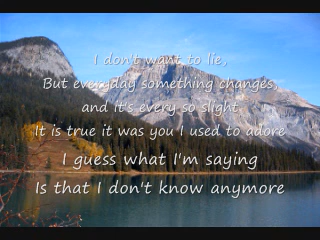 I don't want to lie,
But everyday something changes
and it's every so slight
It is true it was you I used to adore
I guess what I'm saying
Is that I don't know anymore